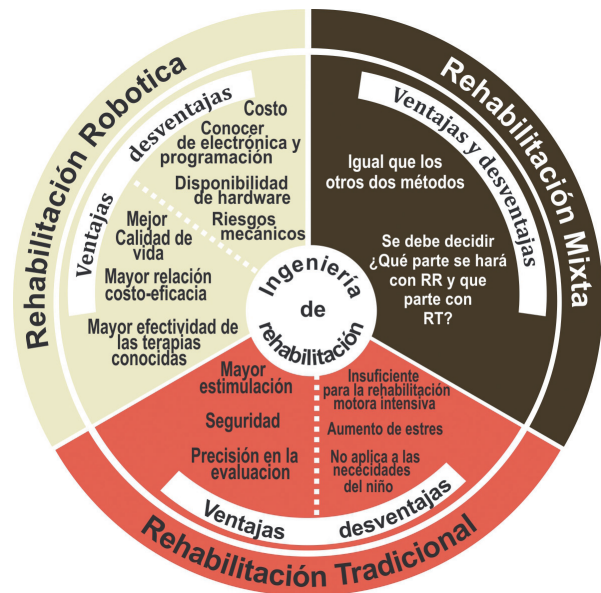 Rehabilitación Robotica
desventajas
Costo
Conocer
de electrónica y
programación
Disponibilidad
de hardware
Riesgos
mecánicos
Ventajas
Mejor
Calidad de
vida
Mayor relación
costo-eficacia
Mayor efectividad de
las terapias
conocidas
Rehabilitación Mixta
Ventajas y desventajas
Igual que los
otros dos métodos
Se debe decidir
¿Qué parte se hará
con RR y que
parte con
RT?
Ingeniería
de
rehabilitación
Mayor
estimulación
Seguridad
Precisión en la
evaluacion
Ventajas
Insuficiente
para la rehabilitación
motora intensiva
Aumento de estres
No aplica a las
nececidades
del niño
desventajas
Rehabilitación Tradicional